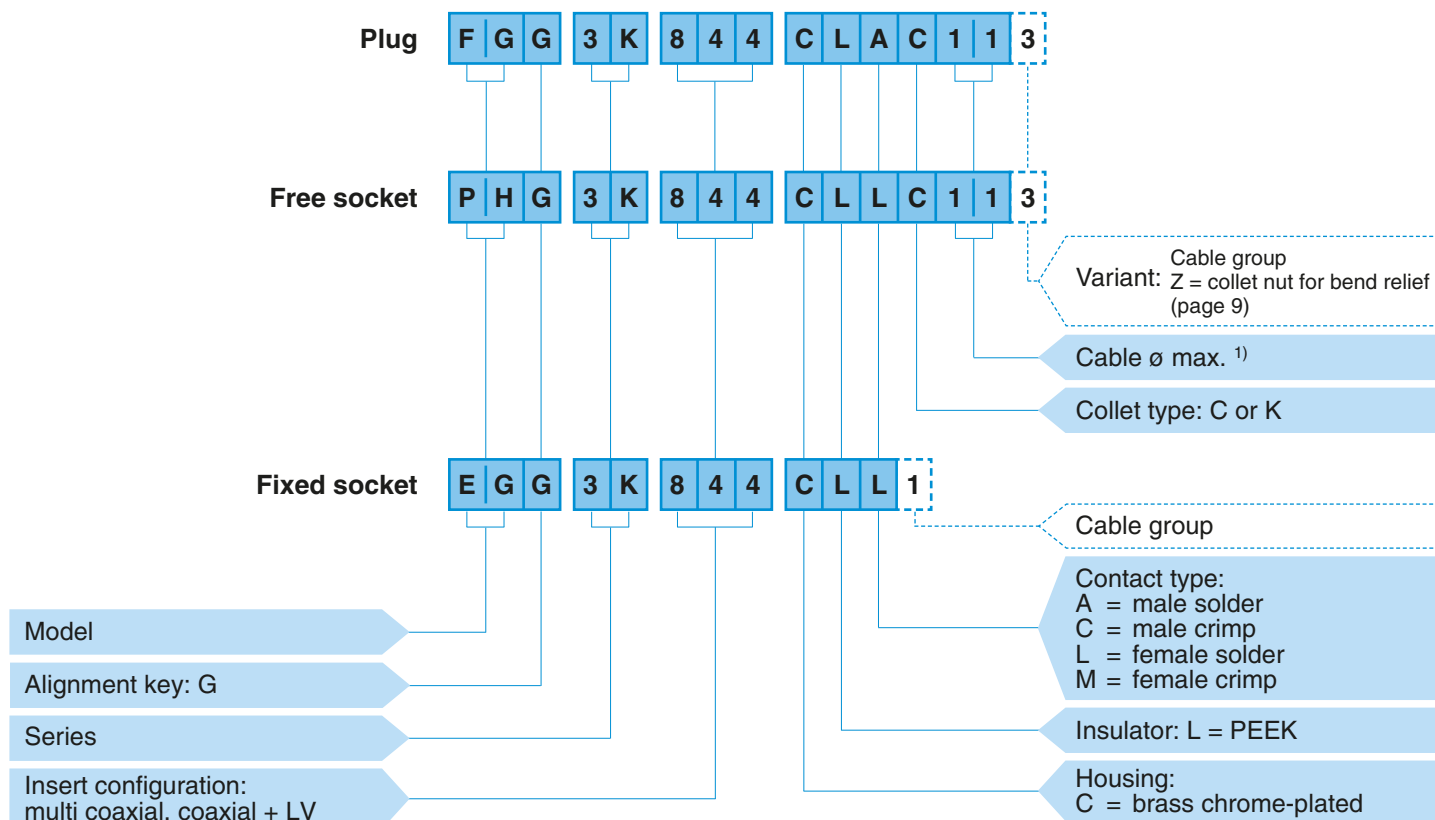 Plug F G G 3 K 8 4 4 C L A C 1 1 3
Free socket P H G 3 K 8 4 4 C L L C 1 1 3
Variant: Cable group
Z = collet nut for bend relief
(page 9)
Cable ø max. 1)
Collet type: C or K
Fixed socket E G G 3 K 8 4 4 C L L 1
Cable group
Contact type:
A = male solder
C = male crimp
L = female solder
M = female crimp
Model
Alignment key: G
Series
Insulator: L = PEEK
Insert configuration:
multi coaxial, coaxial + LV
Housing:
C = brass chrome-plated